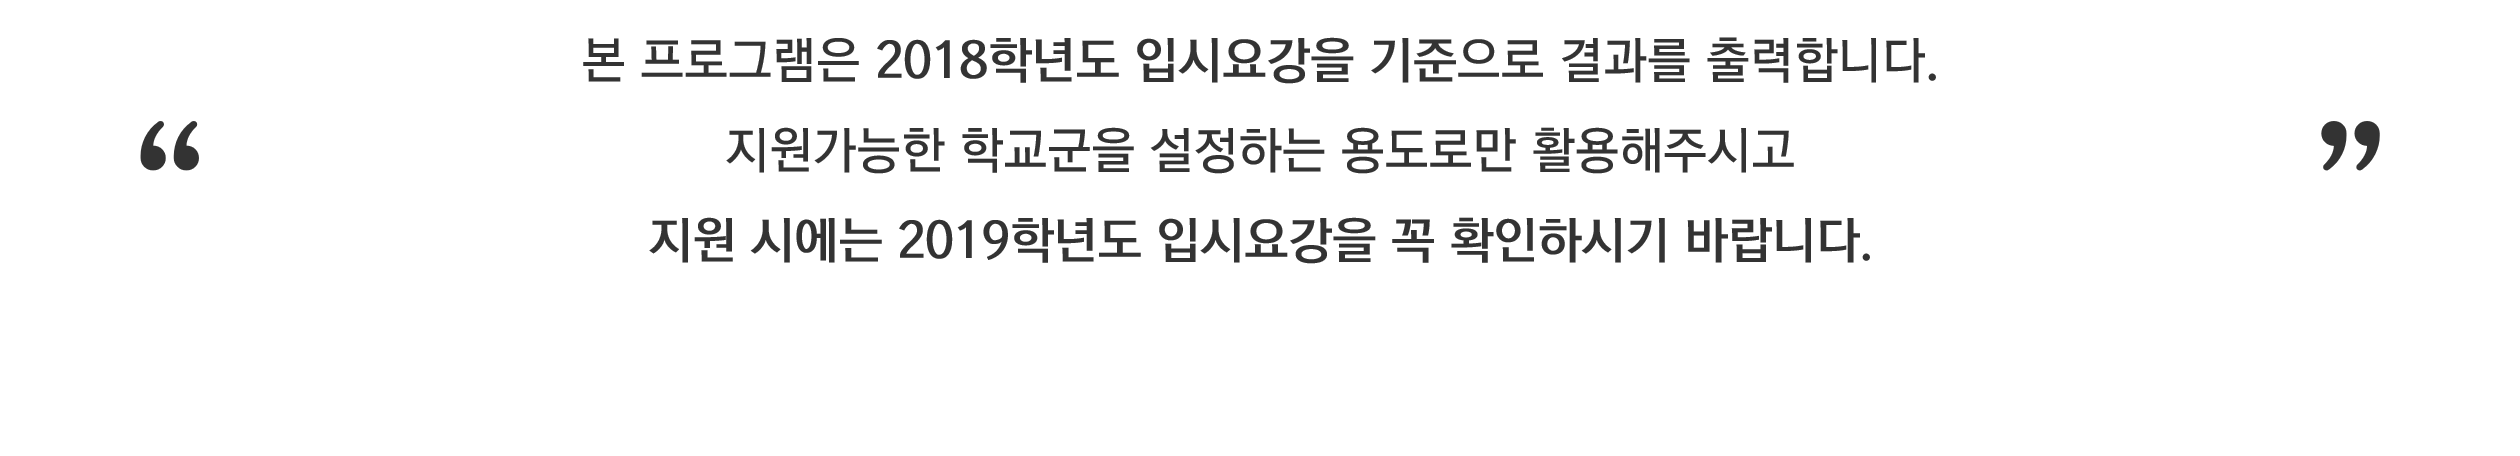 본 프로그램은 2018학년도 입시요강을 기준으로 결과를 측정합니다.
“ 지원가능한 학교군을 설정하는 용도로만 활용해주시고 ”
지원 시에는 2019학년도 입시요강을 꼭 확인하시기 바랍니다.